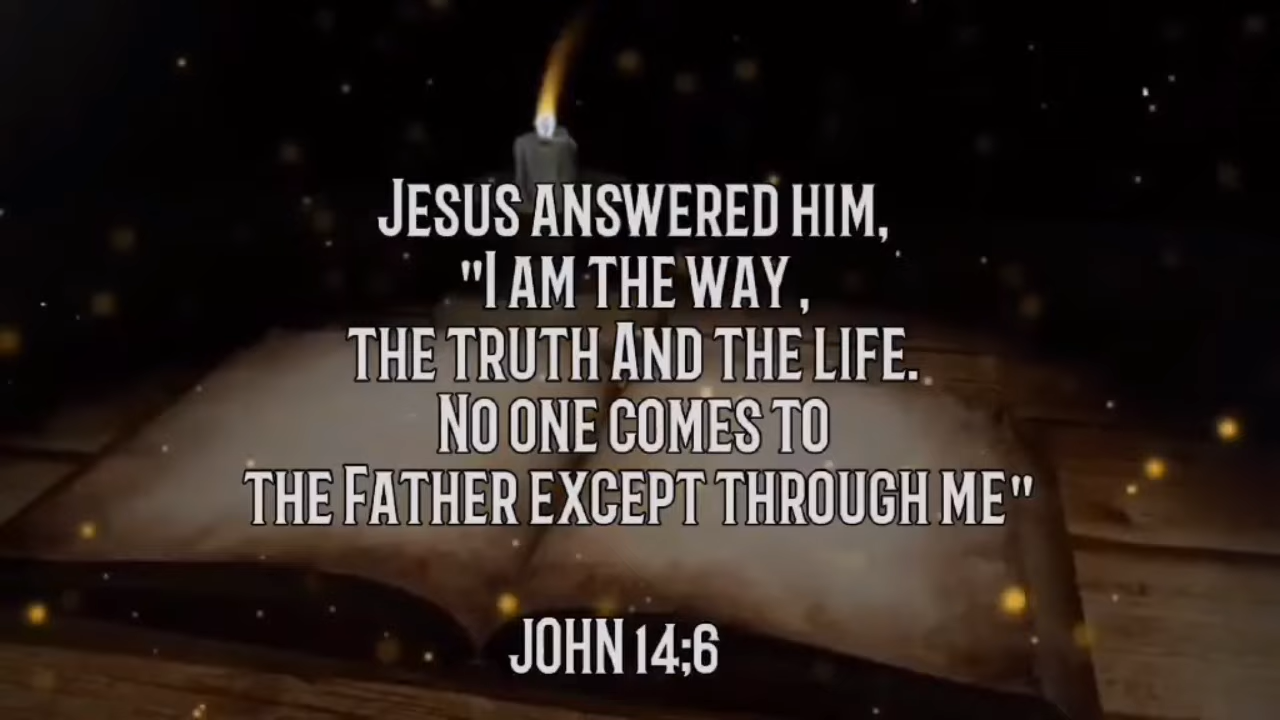 Jesus answered him,
"I am the way ,
the truth And the life.
No one comes to
the Father except through me"
JOHN 14;6